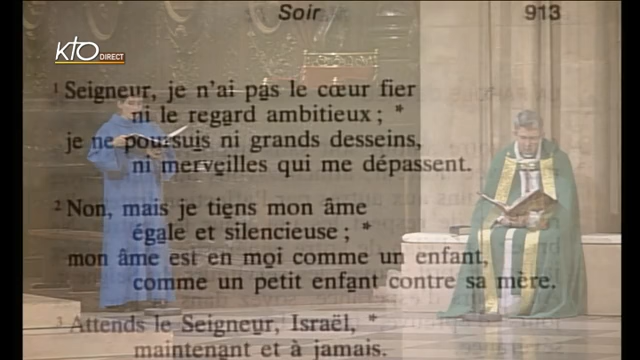 Soir 913
KTO DIRECT
1 Seigneur, je n'ai pas le cœur fier
ni le regard ambitieux ; *
je ne poursuis ni grands desseins,
ni merveilles qui me dépassent.
2 Non, mais je tiens mon âme
égale et silencieuse ; *
mon âme est en moi comme un enfant,
comme un petit enfant contre sa mère.
3 Attends le Seigneur, Israël, *
maintenant et à jamais.